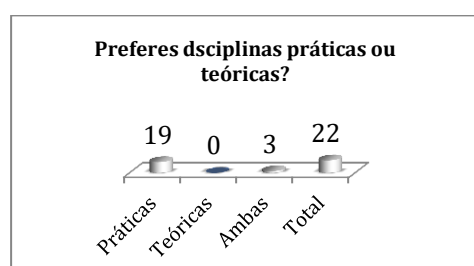 Preferes dsciplinas práticas ou
teóricas?
19 0 3 22
Práticas Teóricas Ambas Total